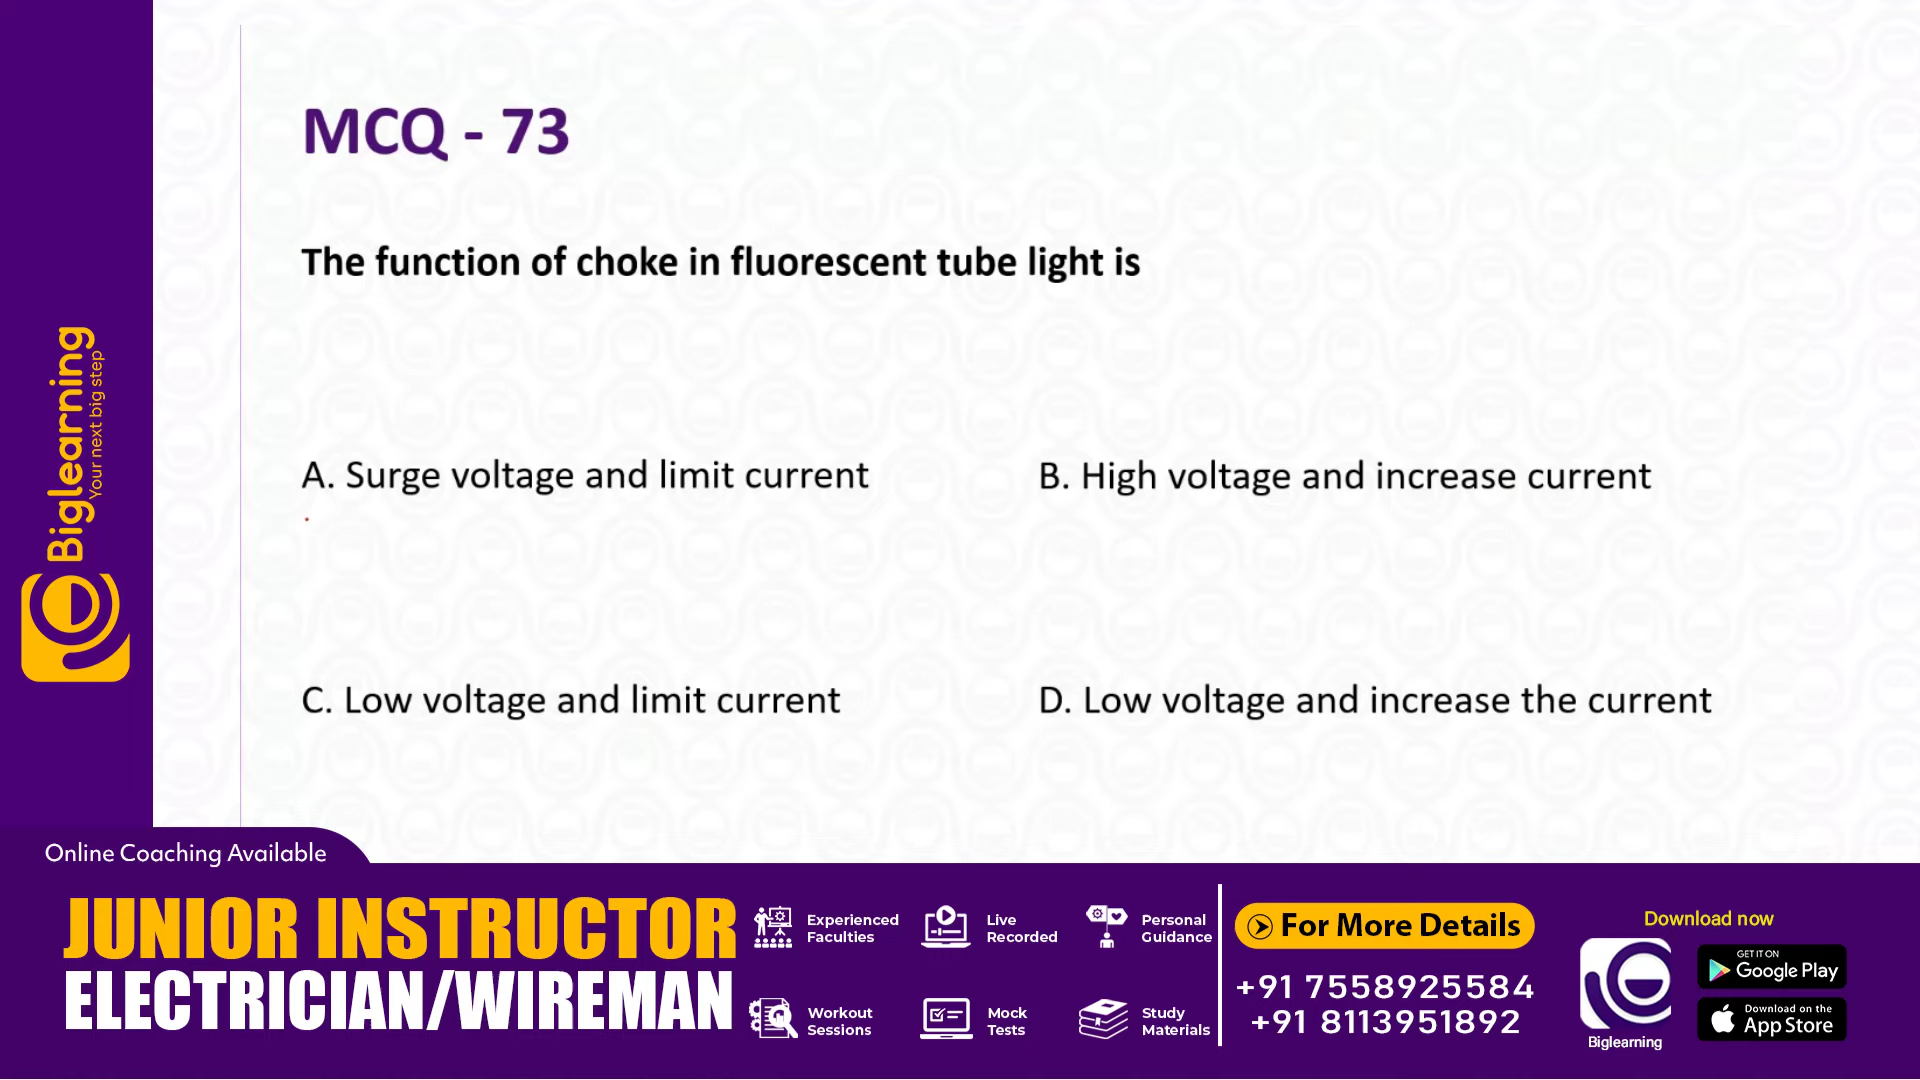 MCQ - 73
The function of choke in fluorescent tube light is
A. Surge voltage and limit current
B. High voltage and increase current
C. Low voltage and limit current
D. Low voltage and increase the current
Biglearning
Your next big step
Online Coaching Available
JUNIOR INSTRUCTOR
ELECTRICIAN/WIREMAN
Experienced
Faculties
Live
Recorded
Personal
Guidance
Workout
Sessions
Mock
Tests
Study
Materials
For More Details
+91 7558925584
+91 8113951892
Download now
Biglearning
GET IT ON
Google Play
Download on the
App Store